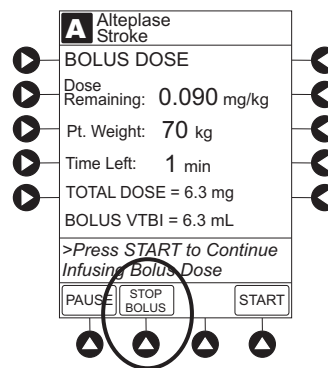 A Alteplase
Stroke
BOLUS DOSE
Dose
Remaining: 0.090 mg/kg
Pt. Weight: 70 kg
Time Left: 1 min
TOTAL DOSE = 6.3 mg
BOLUS VTBI = 6.3 mL
>Press START to Continue
Infusing Bolus Dose
PAUSE STOP BOLUS START